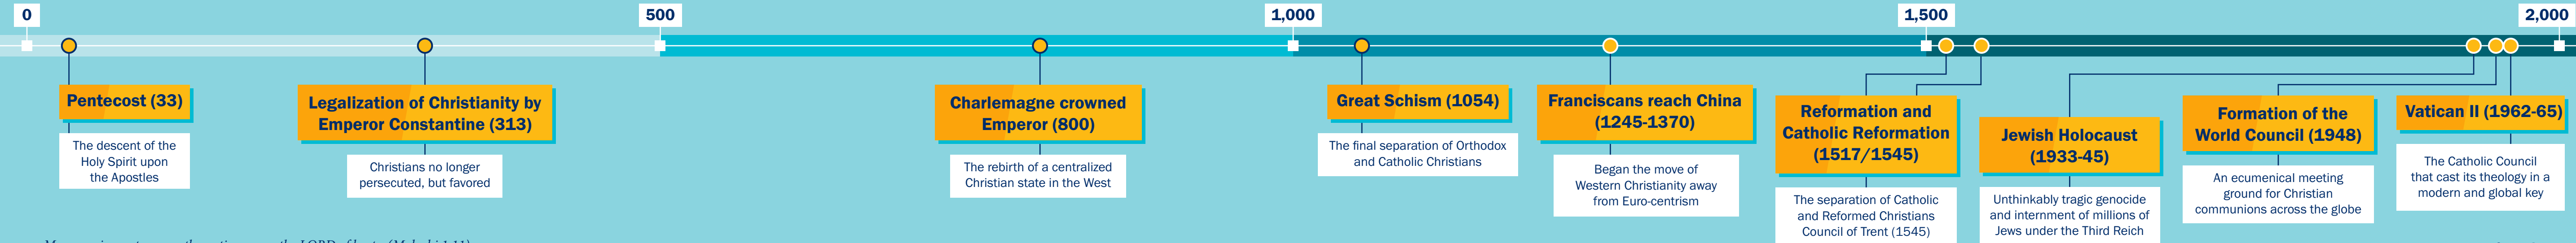 0
500
1,000
1,500
2,000
Pentecost (33)
The descent of the
Holy Spirit upon
the Apostles
Legalization of Christianity by
Emperor Constantine (313)
Christians no longer
persecuted, but favored
Charlemagne crowned
Emperor (800)
The rebirth of a centralized
Christian state in the West
Great Schism (1054)
The final separation of Orthodox
and Catholic Christians
Franciscans reach China
(1245-1370)
Began the move of
Western Christianity away
from Euro-centrism
Reformation and
Catholic Reformation
(1517/1545)
The separation of Catholic
and Reformed Christians
Council of Trent (1545)
Jewish Holocaust
(1933-45)
Unthinkably tragic genocide
and internment of millions of
Jews under the Third Reich
Formation of the
World Council (1948)
An ecumenical meeting
ground for Christian
communions across the globe
Vatican II (1962-65)
The Catholic Council
that cast its theology in a
modern and global key